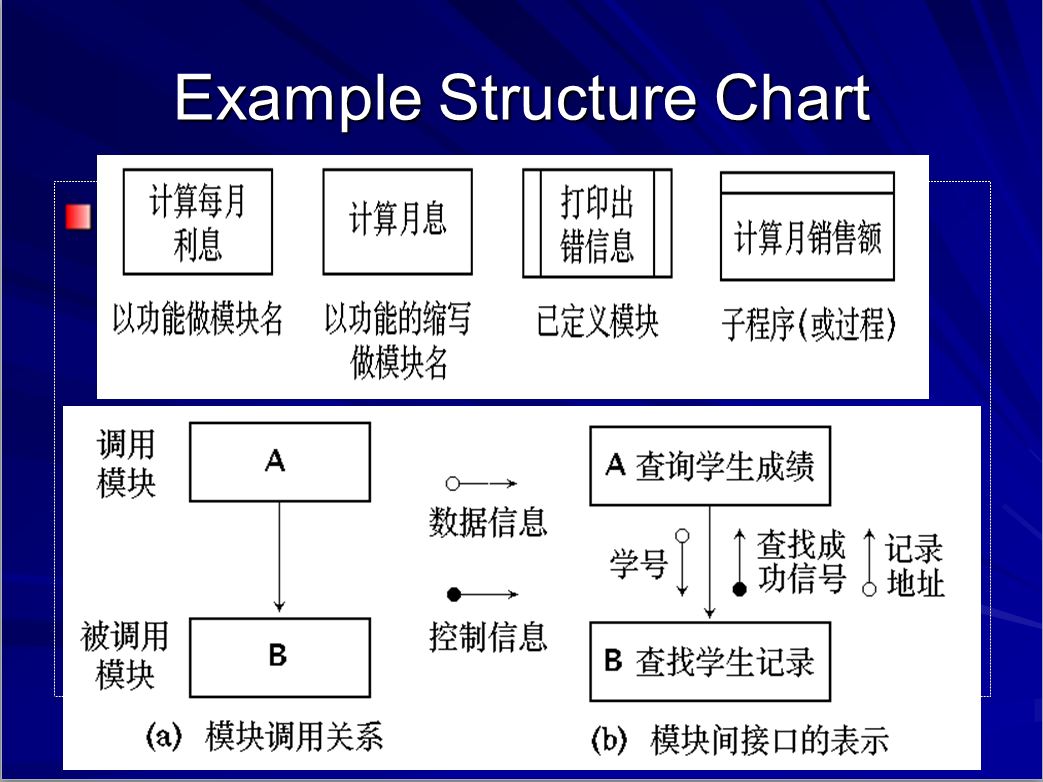 Example Structure Chart
计算每月
利息
计算月息
打印出
错信息
计算月销售额
以功能做模块名
以功能的缩写
做模块名
已定义模块
子程序(或过程)
调用
模块
A
数据信息
控制信息
被调用
模块
B
(a) 模块调用关系
A 查询学生成绩
学号
查找成
功信号
记录
地址
B 查找学生记录
(b) 模块间接口的表示